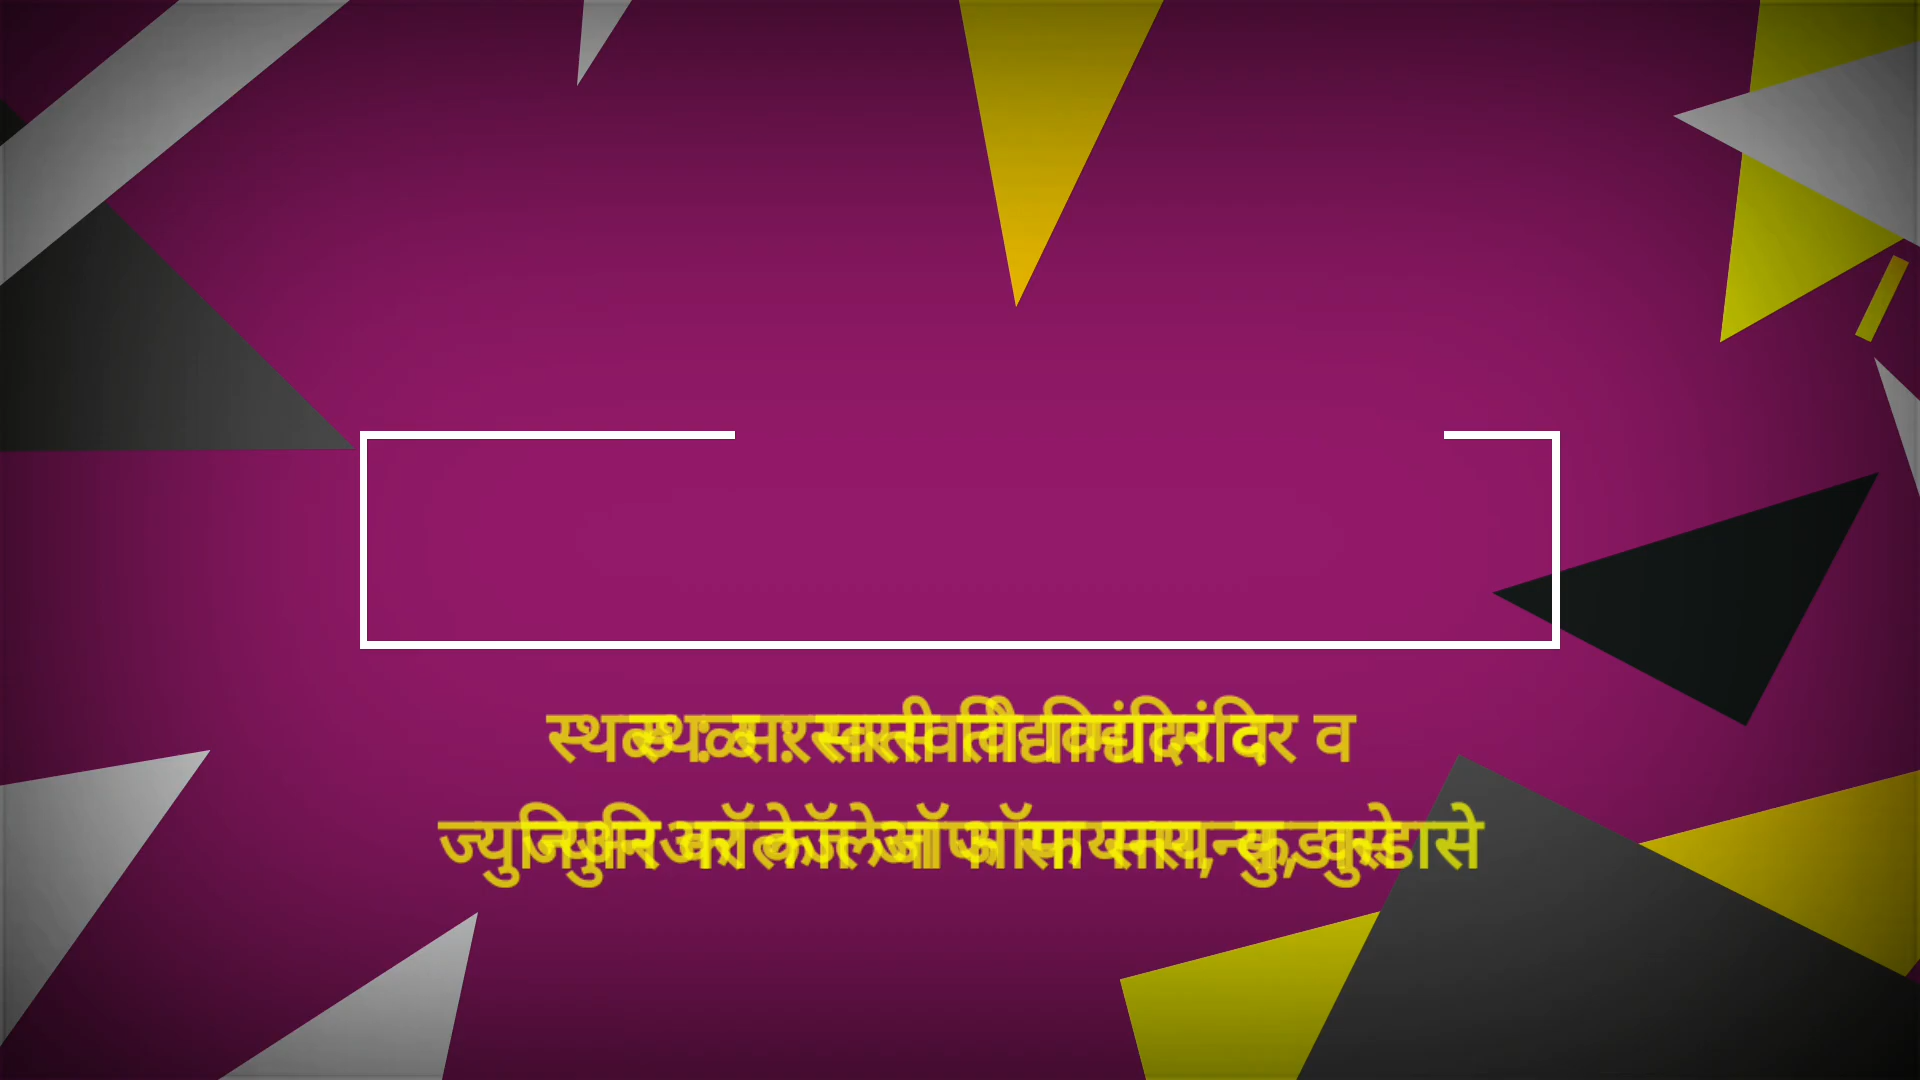 स्थळ : सरस्वती विद्यामंदिर व
ज्युनिअर कॉलेज ऑफ सायन्स, कुडासे